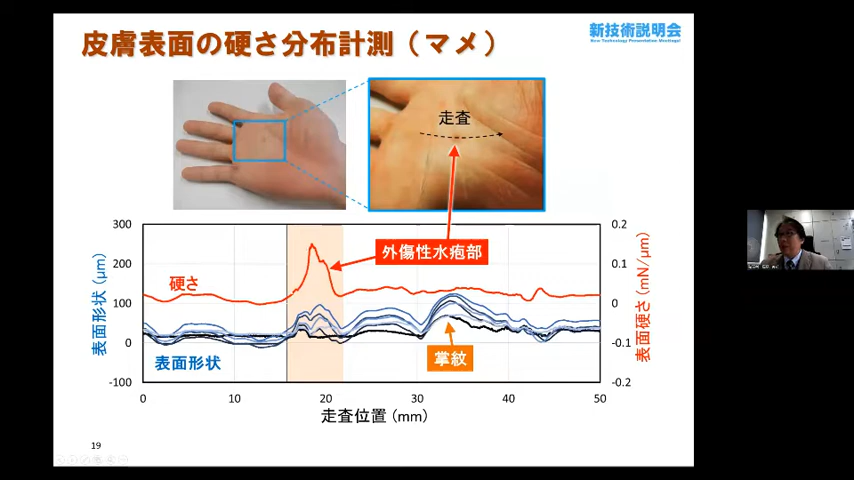 皮膚表面の硬さ分布計測（マメ）
新技術説明会
New Technology Presentation Meetings!
走査
300
200
100
0
-100
0.2
0.1
0
-0.1
-0.2
表面形状 (μm)
表面硬さ (mN/μm)
硬さ
外傷性水疱部
表面形状
掌紋
0
10
20
30
40
50
走査位置 (mm)
19